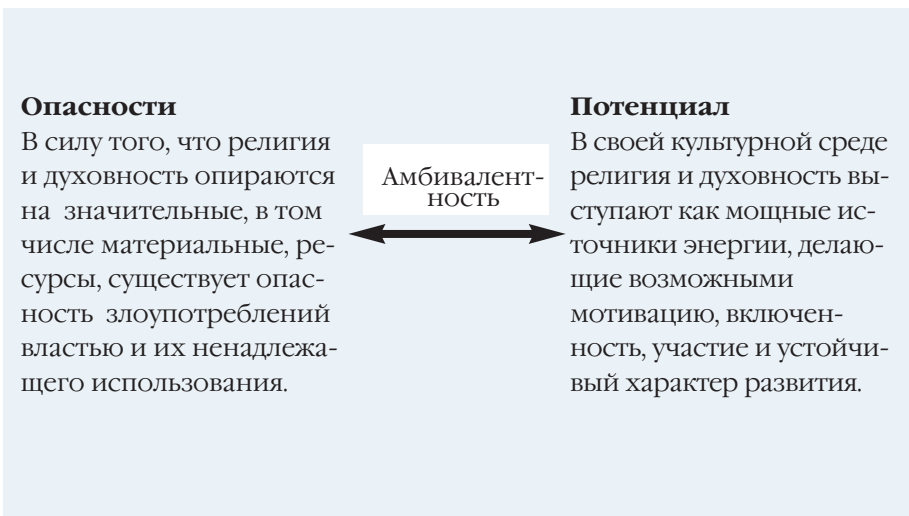 Опасности
В силу того, что религия
и духовность опираются
на значительные, в том
числе материальные, ре-
сурсы, существует опас-
ность злоупотреблений
властью и их ненадлежа-
щего использования.
Амбивалент-
ность
Потенциал
В своей культурной среде
религия и духовность вы-
ступают как мощные ис-
точники энергии, делаю-
щие возможными
мотивацию, включен-
ность, участие и устойчи-
вый характер развития.